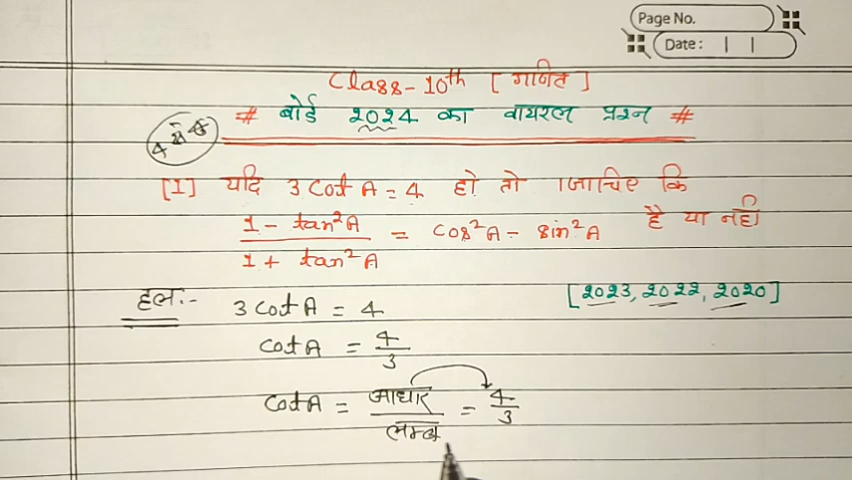 Page No.
Date :
Class-10th [गणित]
# बोर्ड 2024 का वायरल प्रश्न #
[1] यदि 3 Cot A = 4 हो तो जाचिए कि
1 - tan²A / 1 + tan²A = Cos²A - Sin²A है या नही
[2023, 2022, 2020]
हल:- 3 Cot A = 4
Cot A = 4/3
Cot A = आधार/लम्ब = 4/3